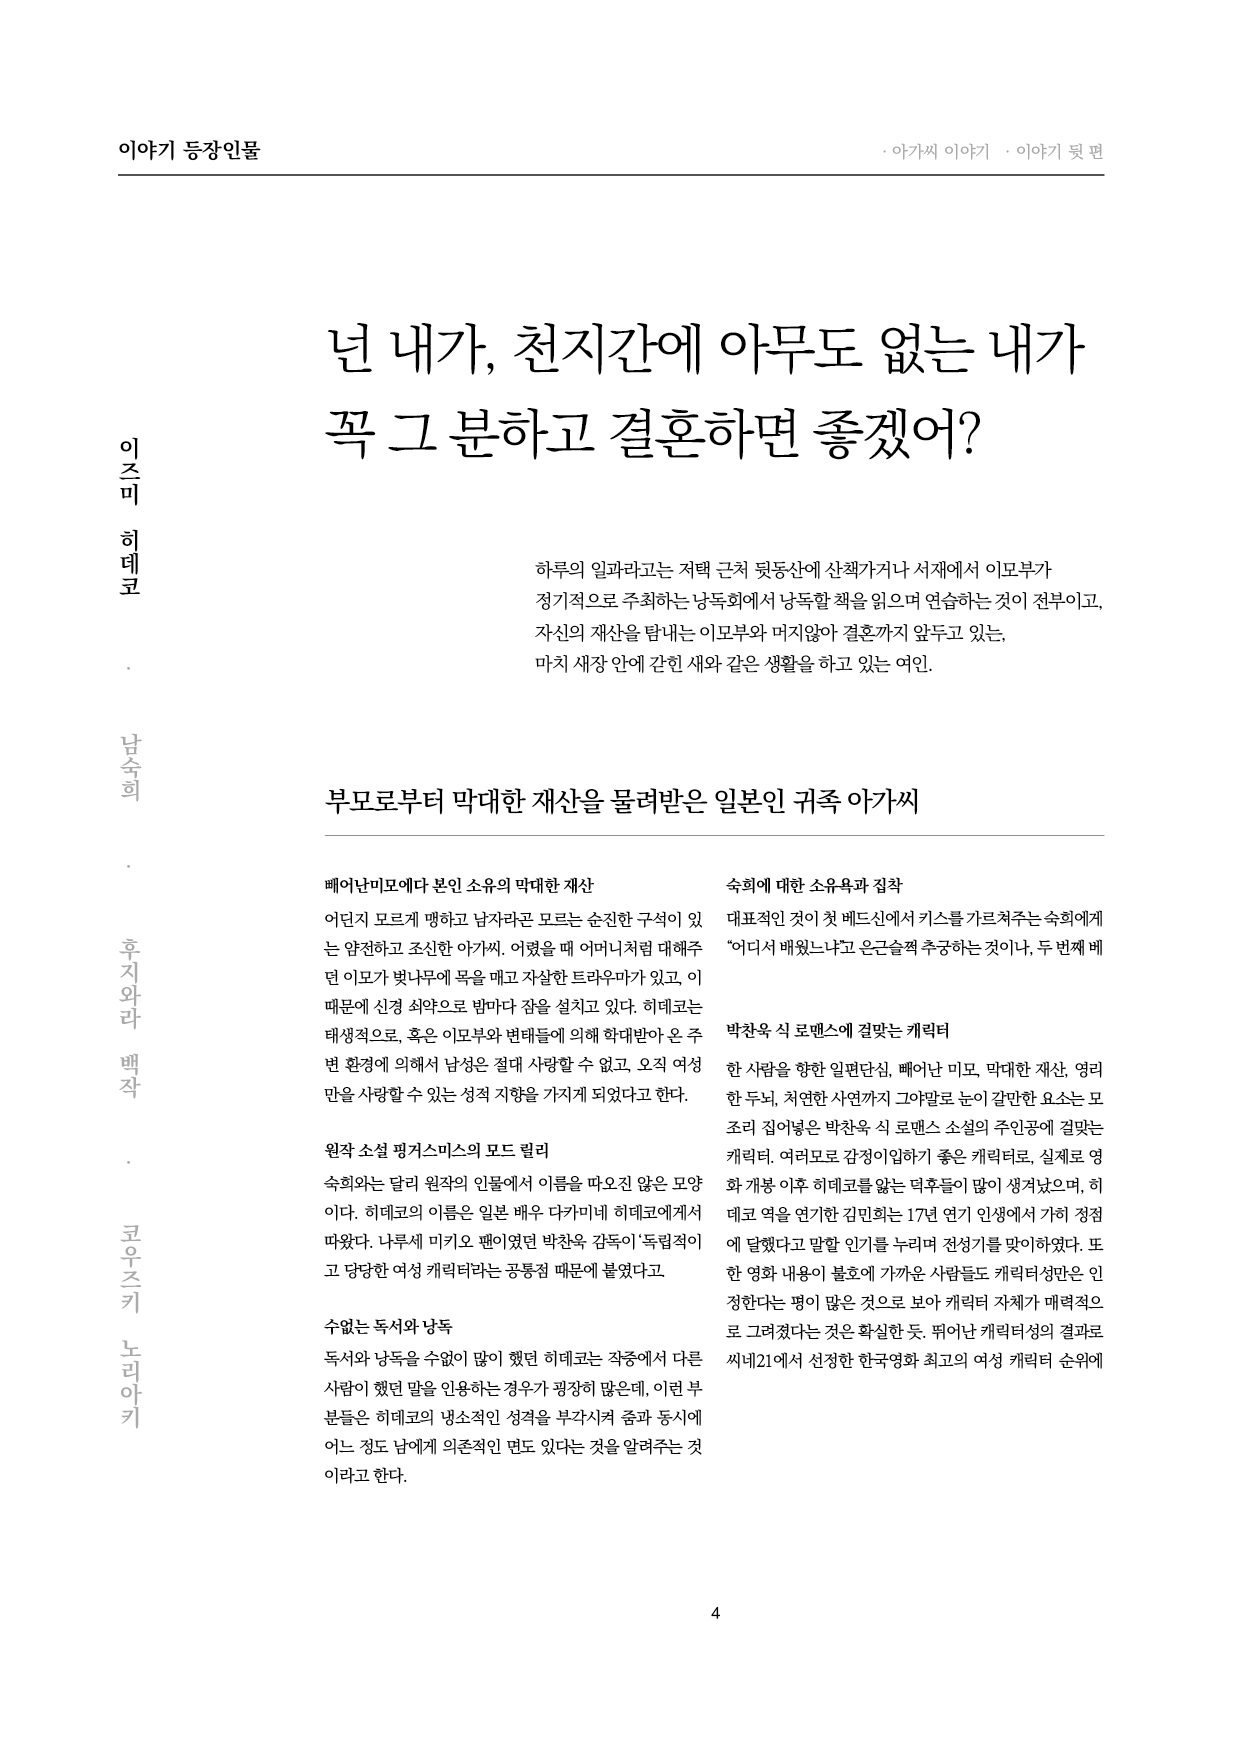 이야기 등장인물
· 아가씨 이야기 · 이야기 뒷 편
이즈미 히데코
·
남숙희
·
후지와라 백작
·
코우즈키 노리아키
넌 내가, 천지간에 아무도 없는 내가
꼭 그 분하고 결혼하면 좋겠어?
하루의 일과라고는 저택 근처 뒷동산에 산책가거나 서재에서 이모부가
정기적으로 주최하는 낭독회에서 낭독할 책을 읽으며 연습하는 것이 전부이고,
자신의 재산을 탐내는 이모부와 머지않아 결혼까지 앞두고 있는,
마치 새장 안에 갇힌 새와 같은 생활을 하고 있는 여인.
부모로부터 막대한 재산을 물려받은 일본인 귀족 아가씨
빼어난미모에다 본인 소유의 막대한 재산
어딘지 모르게 맹하고 남자라곤 모르는 순진한 구석이 있
는 얌전하고 조신한 아가씨. 어렸을 때 어머니처럼 대해주
던 이모가 벚나무에 목을 매고 자살한 트라우마가 있고, 이
때문에 신경 쇠약으로 밤마다 잠을 설치고 있다. 히데코는
태생적으로, 혹은 이모부와 변태들에 의해 학대받아 온 주
변 환경에 의해서 남성은 절대 사랑할 수 없고, 오직 여성
만을 사랑할 수 있는 성적 지향을 가지게 되었다고 한다.
원작 소설 핑거스미스의 모드 릴리
숙희와는 달리 원작의 인물에서 이름을 따오진 않은 모양
이다. 히데코의 이름은 일본 배우 다카미네 히데코에게서
따왔다. 나루세 미키오 팬이였던 박찬욱 감독이 '독립적이
고 당당한 여성 캐릭터'라는 공통점 때문에 붙였다고.
수없는 독서와 낭독
독서와 낭독을 수없이 많이 했던 히데코는 작중에서 다른
사람이 했던 말을 인용하는 경우가 굉장히 많은데, 이런 부
분들은 히데코의 냉소적인 성격을 부각시켜 줌과 동시에
어느 정도 남에게 의존적인 면도 있다는 것을 알려주는 것
이라고 한다.
숙희에 대한 소유욕과 집착
대표적인 것이 첫 베드신에서 키스를 가르쳐주는 숙희에게
“어디서 배웠느냐”고 은근슬쩍 추궁하는 것이나, 두 번째 베
박찬욱 식 로맨스에 걸맞는 캐릭터
한 사람을 향한 일편단심, 빼어난 미모, 막대한 재산, 영리
한 두뇌, 처연한 사연까지 그야말로 눈이 갈만한 요소는 모
조리 집어넣은 박찬욱 식 로맨스 소설의 주인공에 걸맞는
캐릭터. 여러모로 감정이입하기 좋은 캐릭터로, 실제로 영
화 개봉 이후 히데코를 앓는 덕후들이 많이 생겨났으며, 히
데코 역을 연기한 김민희는 17년 연기 인생에서 가히 정점
에 달했다고 말할 인기를 누리며 전성기를 맞이하였다. 또
한 영화 내용이 불호에 가까운 사람들도 캐릭터성만은 인
정한다는 평이 많은 것으로 보아 캐릭터 자체가 매력적으
로 그려졌다는 것은 확실한 듯. 뛰어난 캐릭터성의 결과로
씨네21에서 선정한 한국영화 최고의 여성 캐릭터 순위에
4